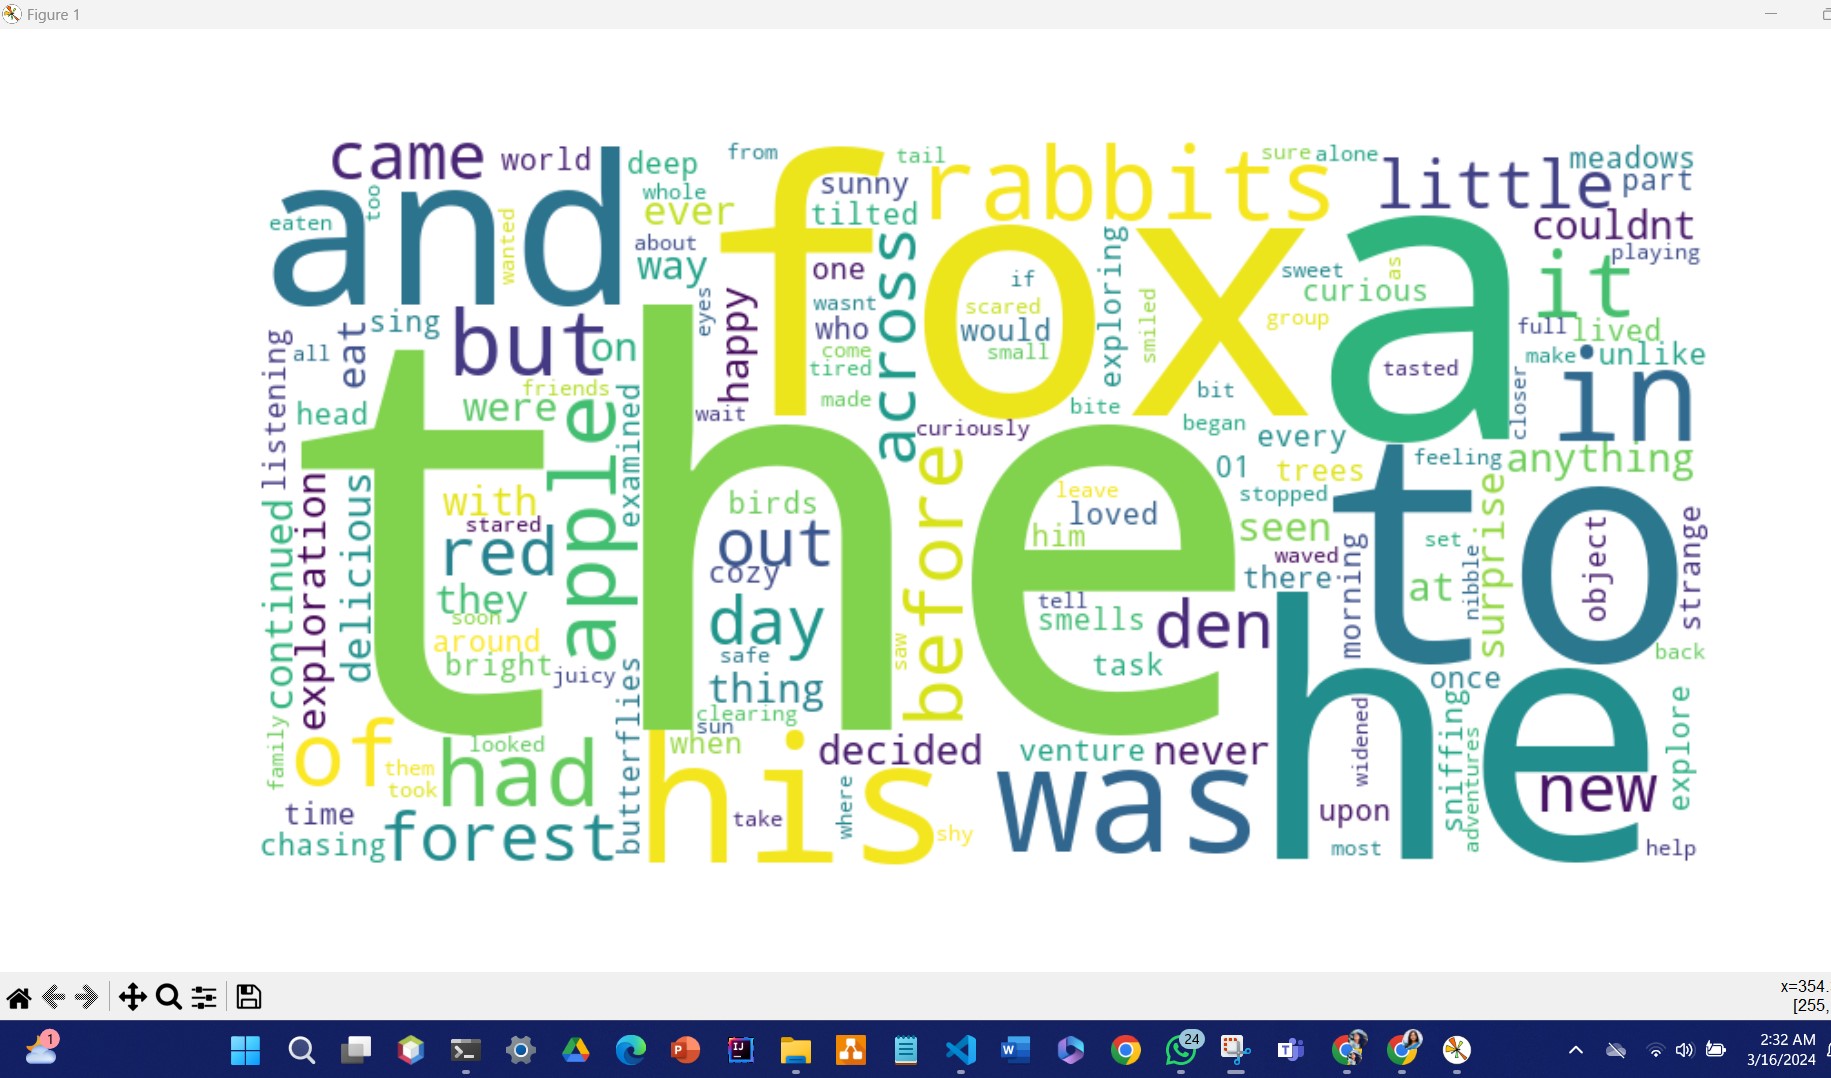 Figure 1
came
world
deep
from
tail
sure
alone
meadows
and
too
whole
fox
sunny
rabbits
little
part
eaten
wanted
ever
tilted
couldnt
about
way
across
one
exploring
a
it
playing
sing
but
on
eyes
happy
wasnt
who
come
tired
made
if
scared
would
small
smiled
sweet
as
curious
group
full
lived
make
unlike
listening
all
eat
friends
were
head
the
apple
examined
wait
curiously
bite
bit
began
every
tasted
closer
in
feeling
anything
continued
exploration
delicious
with
stared
red
they
soon
around
bright
juicy
birds
out
cozy
day
safe
thing
clearing
sun
saw
before
leave
loved
him
tell
smells
task
01
trees
stopped
seen
waved
there
den
morning
to
set
at
nibble
surprise
object
strange
back
once
family
of
them
took
looked
had
butterflies
when
his
decided
venture
never
was
he
widened
sniffing
adventures
explore
new
time
chasing
forest
take
where
shy
upon
most
help
x=354.
[255,
1
24
2:32 AM
3/16/2024